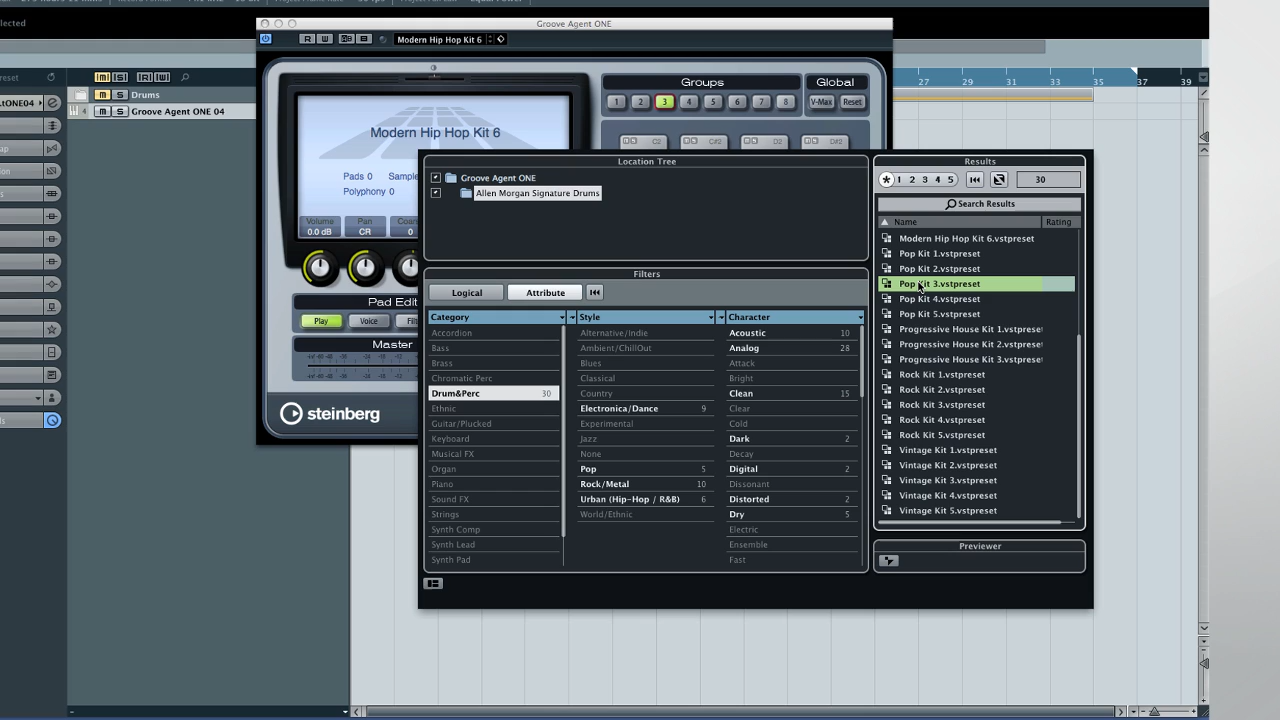 elected
Groove Agent ONE
R W
Modern Hip Hop Kit 6
27 29 31 33 35 37 39
reset
M S R W
Drums
tONE04
M S Groove Agent ONE 04
Groups
1 2 3 4 5 6 7 8
Global
V-Max Reset
C2 C#2 D2 D#2
Modern Hip Hop Kit 6
Pads 0 Sample
Polyphony 0
Volume
0.0 dB
Pan
CR
Coar
0
Pad Edit
Play Voice Filt
Master
steinberg
Location Tree
Groove Agent ONE
Allen Morgan Signature Drums
Filters
Logical Attribute
Category
Accordion
Bass
Brass
Chromatic Perc
Drum&Perc 30
Ethnic
Guitar/Plucked
Keyboard
Musical FX
Organ
Piano
Sound FX
Strings
Synth Comp
Synth Lead
Synth Pad
Style
Alternative/Indie
Ambient/ChillOut
Blues
Classical
Country
Electronica/Dance 9
Experimental
Jazz
None
Pop 5
Rock/Metal 10
Urban (Hip-Hop / R&B) 6
World/Ethnic
Character
Acoustic 10
Analog 28
Attack
Bright
Clean 15
Clear
Cold
Dark 2
Decay
Digital 2
Dissonant
Distorted 2
Dry 5
Electric
Ensemble
Fast
Results
* 1 2 3 4 5 30
Search Results
Name Rating
Modern Hip Hop Kit 6.vstpreset
Pop Kit 1.vstpreset
Pop Kit 2.vstpreset
Pop Kit 3.vstpreset
Pop Kit 4.vstpreset
Pop Kit 5.vstpreset
Progressive House Kit 1.vstpreset
Progressive House Kit 2.vstpreset
Progressive House Kit 3.vstpreset
Rock Kit 1.vstpreset
Rock Kit 2.vstpreset
Rock Kit 3.vstpreset
Rock Kit 4.vstpreset
Rock Kit 5.vstpreset
Vintage Kit 1.vstpreset
Vintage Kit 2.vstpreset
Vintage Kit 3.vstpreset
Vintage Kit 4.vstpreset
Vintage Kit 5.vstpreset
Previewer